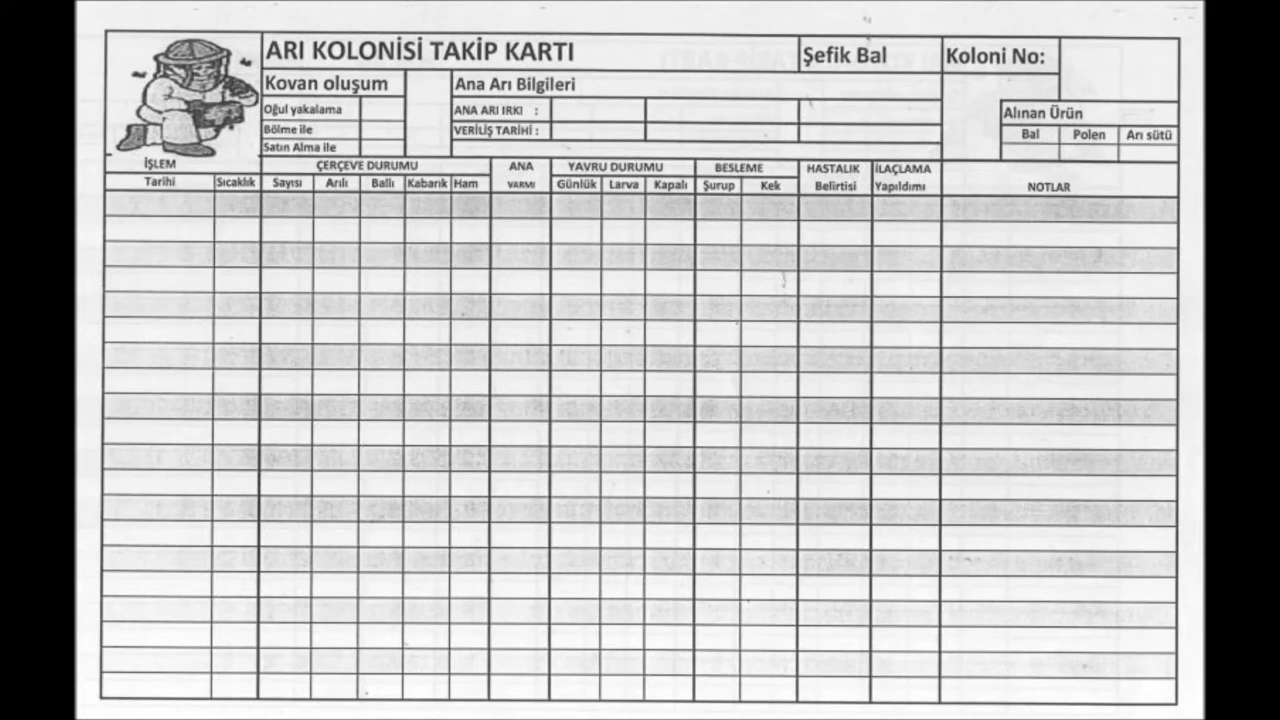 ARI KOLONİSİ TAKİP KARTI
Şefik Bal
Koloni No:
Kovan oluşum
Ana Arı Bilgileri
Oğul yakalama
ANA ARI IRKI :
Alınan Ürün
Bölme ile
VERİLİŞ TARİHİ :
Bal Polen Arı sütü
Satın Alma ile
İŞLEM ÇERÇEVE DURUMU ANA YAVRU DURUMU BESLEME HASTALIK İLAÇLAMA
Tarihi Sıcaklık Sayısı Arılı Ballı Kabarık Ham VARMI Günlük Larva Kapalı Şurup Kek Belirtisi Yapıldımı NOTLAR